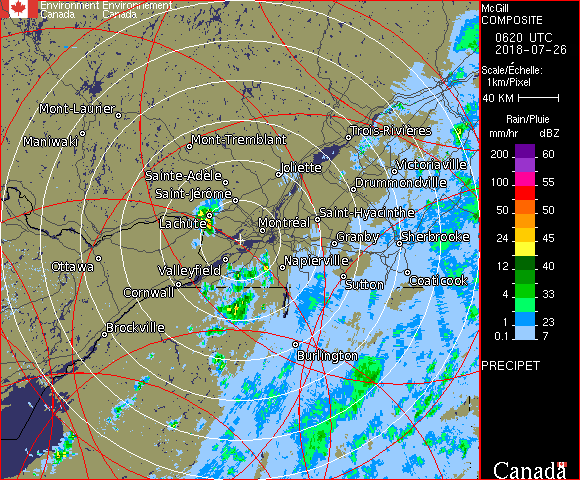 Environment Environnement
Canada Canada
McGill
COMPOSITE
0620 UTC
2018-07-26
Scale/Échelle:
1km/Pixel
40 KM
Rain/Pluie
mm/hr dBZ
200 60
100 55
50 50
24 45
12 40
4 33
1 23
0.1 7
PRECIPET
Canada
Mont-Laurier
Maniwaki
Mont-Tremblant
Trois-Rivières
Sainte-Adèle
Joliette
Victoriaville
Drummondville
Saint-Jérôme
Lachute
Montréal
Saint-Hyacinthe
Granby
Sherbrooke
Ottawa
Valleyfield
Napierville
Cornwall
Sutton
Coaticook
Brockville
Burlington